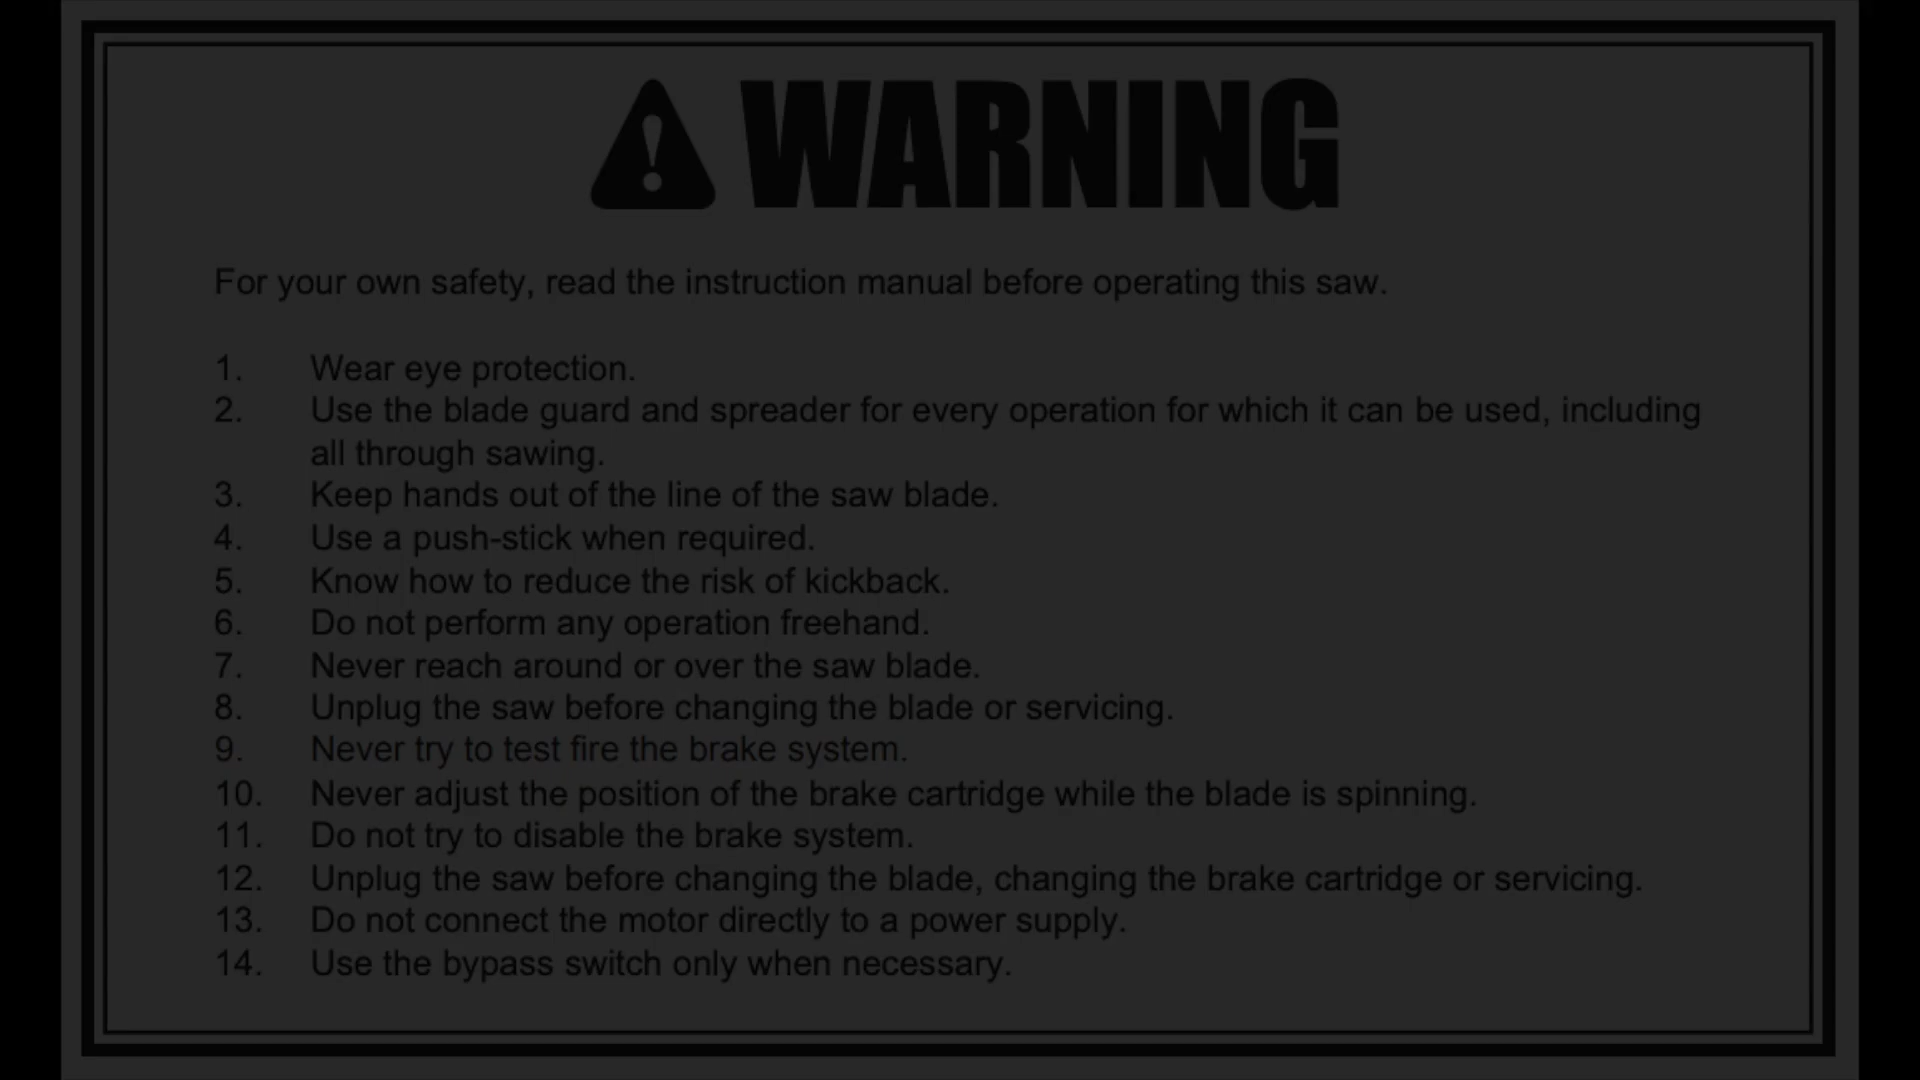 WARNING
For your own safety, read the instruction manual before operating this saw.
1. Wear eye protection.
2. Use the blade guard and spreader for every operation for which it can be used, including
all through sawing.
3. Keep hands out of the line of the saw blade.
4. Use a push-stick when required.
5. Know how to reduce the risk of kickback.
6. Do not perform any operation freehand.
7. Never reach around or over the saw blade.
8. Unplug the saw before changing the blade or servicing.
9. Never try to test fire the brake system.
10. Never adjust the position of the brake cartridge while the blade is spinning.
11. Do not try to disable the brake system.
12. Unplug the saw before changing the blade, changing the brake cartridge or servicing.
13. Do not connect the motor directly to a power supply.
14. Use the bypass switch only when necessary.